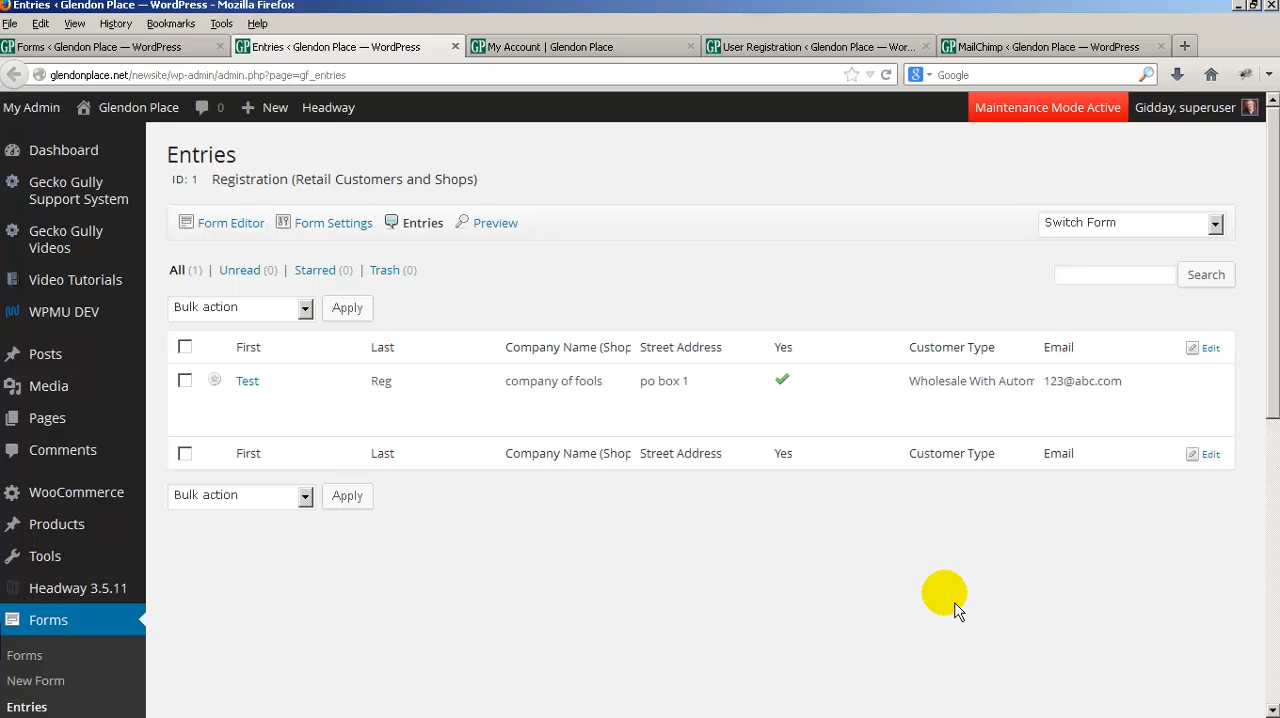 Entries < Glendon Place — WordPress - Mozilla Firefox
File Edit View History Bookmarks Tools Help
GP Forms < Glendon Place — WordPress
GP Entries < Glendon Place — WordPress
GP My Account | Glendon Place
GP User Registration < Glendon Place — Wor...
GP MailChimp < Glendon Place — WordPress
glendonplace.net/newsite/wp-admin/admin.php?page=gf_entries
Google
My Admin Glendon Place 0 New Headway Maintenance Mode Active Gidday, superuser
Dashboard
Gecko Gully
Support System
Gecko Gully
Videos
Video Tutorials
WPMU DEV
Posts
Media
Pages
Comments
WooCommerce
Products
Tools
Headway 3.5.11
Forms
Forms
New Form
Entries
Entries
ID: 1 Registration (Retail Customers and Shops)
Form Editor Form Settings Entries Preview Switch Form
All (1) | Unread (0) | Starred (0) | Trash (0)
Search
Bulk action Apply
First Last Company Name (Shop Street Address Yes Customer Type Email Edit
Test Reg company of fools po box 1 Wholesale With Autom 123@abc.com
First Last Company Name (Shop Street Address Yes Customer Type Email Edit
Bulk action Apply